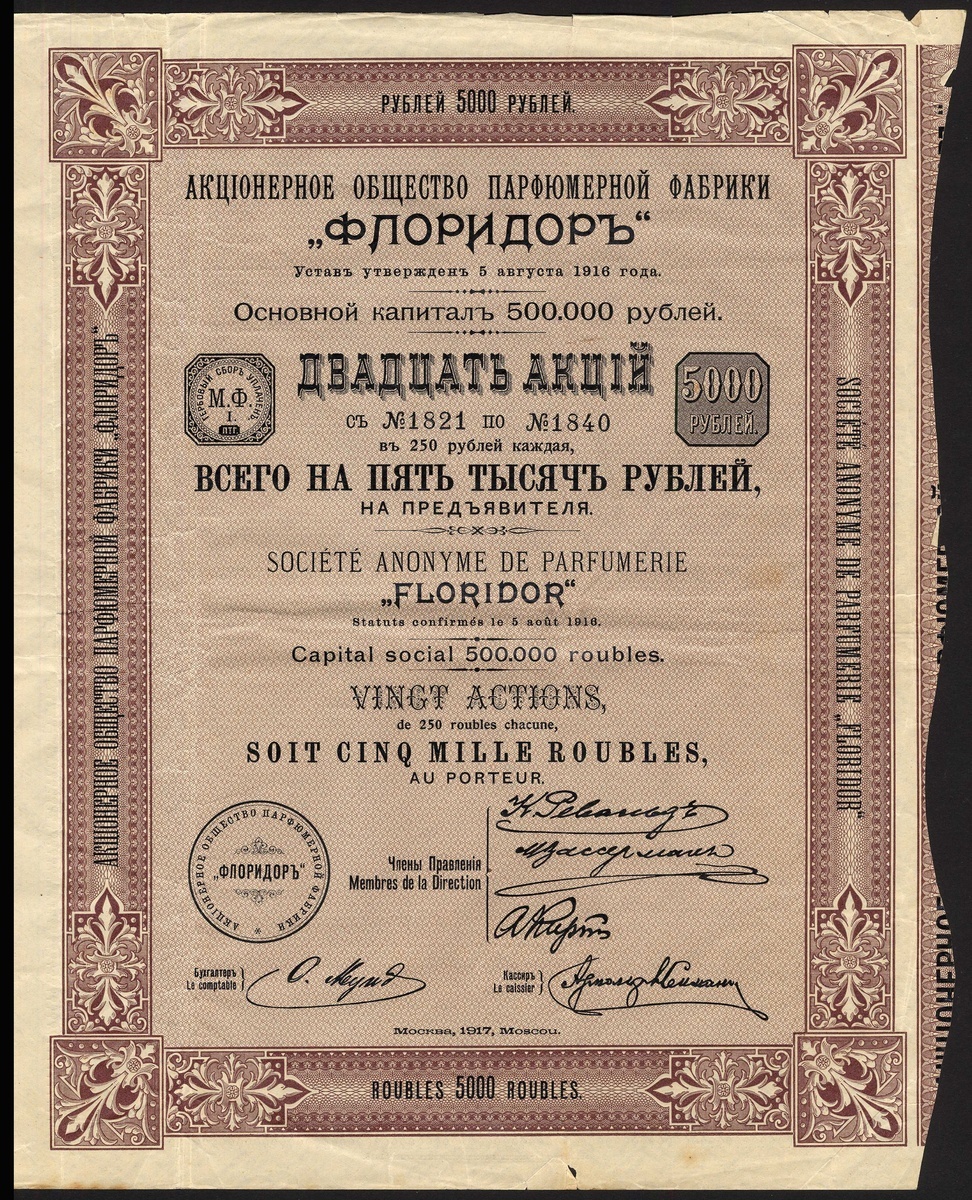 РУБЛЕЙ 5000 РУБЛЕЙ.
АКЦІОНЕРНОЕ ОБЩЕСТВО ПАРФЮМЕРНОЙ ФАБРИКИ
„ФЛОРИДОРЪ“
Уставъ утвержденъ 5 августа 1916 года.
Основной капиталъ 500.000 рублей.
ДВАДЦАТЬ АКЦІЙ
ГЕРБОВЫЙ СБОРЪ УПЛАЧЕНЪ
М.Ф.
I.
ПТГ.
5000
РУБЛЕЙ.
съ №1821 по №1840
въ 250 рублей каждая,
ВСЕГО НА ПЯТЬ ТЫСЯЧЪ РУБЛЕЙ,
НА ПРЕДЪЯВИТЕЛЯ.
SOCIÉTÉ ANONYME DE PARFUMERIE
„FLORIDOR“
Statuts confirmés le 5 août 1916.
Capital social 500.000 roubles.
VINGT ACTIONS,
de 250 roubles chacune,
SOIT CINQ MILLE ROUBLES,
AU PORTEUR.
АКЦІОНЕРНОЕ ОБЩЕСТВО ПАРФЮМЕРНОЙ ФАБРИКИ
„ФЛОРИДОРЪ“
Члены Правленія
Membres de la Direction
Бухгалтеръ
Le comptable
Кассиръ
Le caissier
Москва, 1917, Moscou.
ROUBLES 5000 ROUBLES.
АКЦІОНЕРНОЕ ОБЩЕСТВО ПАРФЮМЕРНОЙ ФАБРИКИ „ФЛОРИДОРЪ“
SOCIÉTÉ ANONYME DE PARFUMERIE „FLORIDOR“